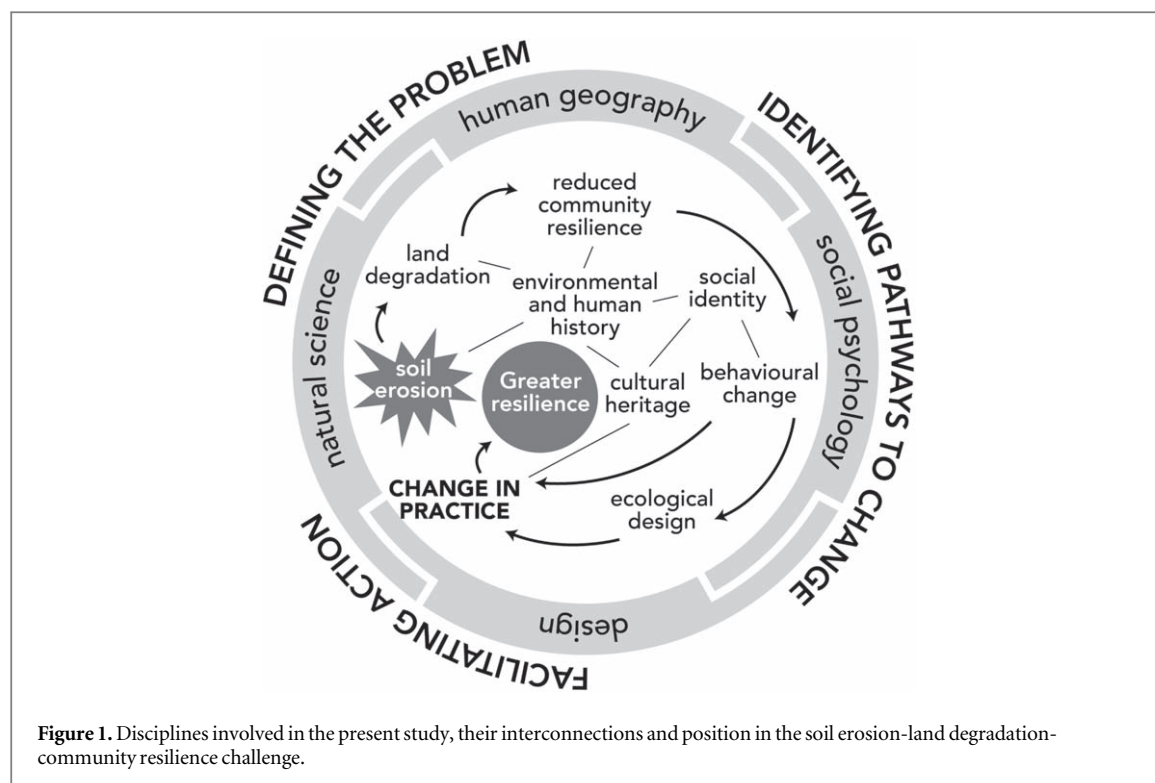 DEFINING THE PROBLEM
IDENTIFYING PATHWAYS TO CHANGE
FACILITATING ACTION
human geography
social psychology
design
natural science
reduced
community
resilience
land
degradation
environmental
and human
history
social
identity
soil
erosion
Greater
resilience
cultural
heritage
behavioural
change
CHANGE IN
PRACTICE
ecological
design
Figure 1. Disciplines involved in the present study, their interconnections and position in the soil erosion-land degradation-
community resilience challenge.